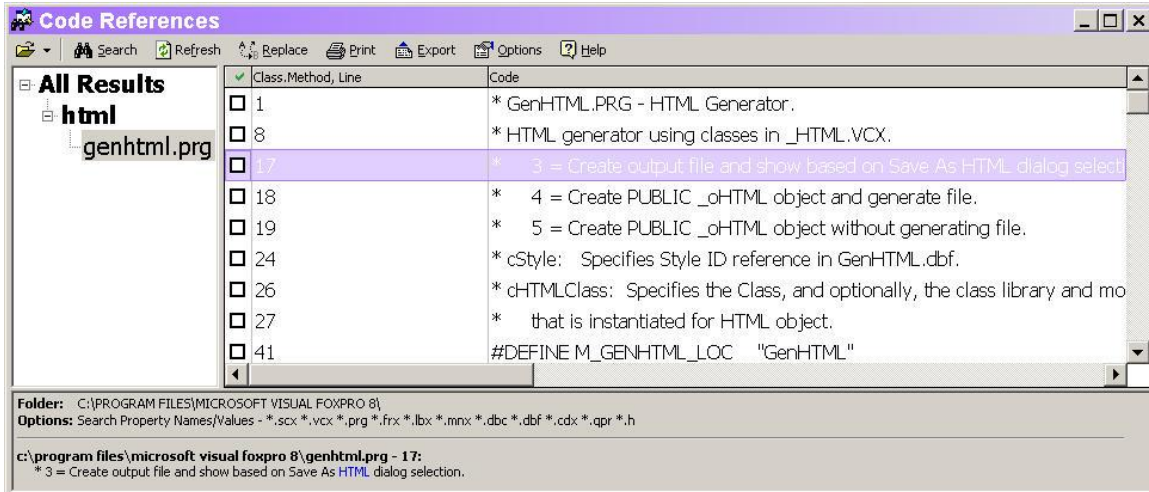 Code References
Search Refresh Replace Print Export Options Help
All Results
html
genhtml.prg
Class.Method, Line Code
1 * GenHTML.PRG - HTML Generator.
8 * HTML generator using classes in _HTML.VCX.
17 * 3 = Create output file and show based on Save As HTML dialog selecti
18 * 4 = Create PUBLIC _oHTML object and generate file.
19 * 5 = Create PUBLIC _oHTML object without generating file.
24 * cStyle: Specifies Style ID reference in GenHTML.dbf.
26 * cHTMLClass: Specifies the Class, and optionally, the class library and mo
27 * that is instantiated for HTML object.
41 #DEFINE M_GENHTML_LOC "GenHTML"
Folder: C:\PROGRAM FILES\MICROSOFT VISUAL FOXPRO 8\
Options: Search Property Names/Values - *.scx *.vcx *.prg *.frx *.lbx *.mnx *.dbc *.dbf *.cdx *.qpr *.h
c:\program files\microsoft visual foxpro 8\genhtml.prg - 17:
* 3 = Create output file and show based on Save As HTML dialog selection.